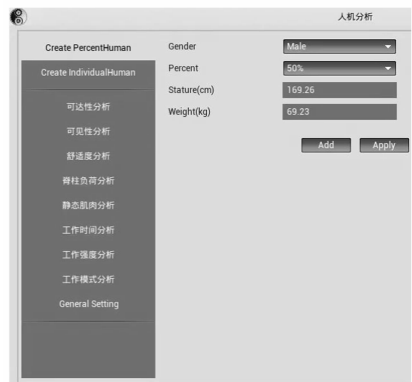 人机分析
Create PercentHuman
Create IndividualHuman
可达性分析
可见性分析
舒适度分析
脊柱负荷分析
静态肌肉分析
工作时间分析
工作强度分析
工作模式分析
General Setting
Gender Male
Percent 50%
Stature(cm) 169.26
Weight(kg) 69.23
Add Apply